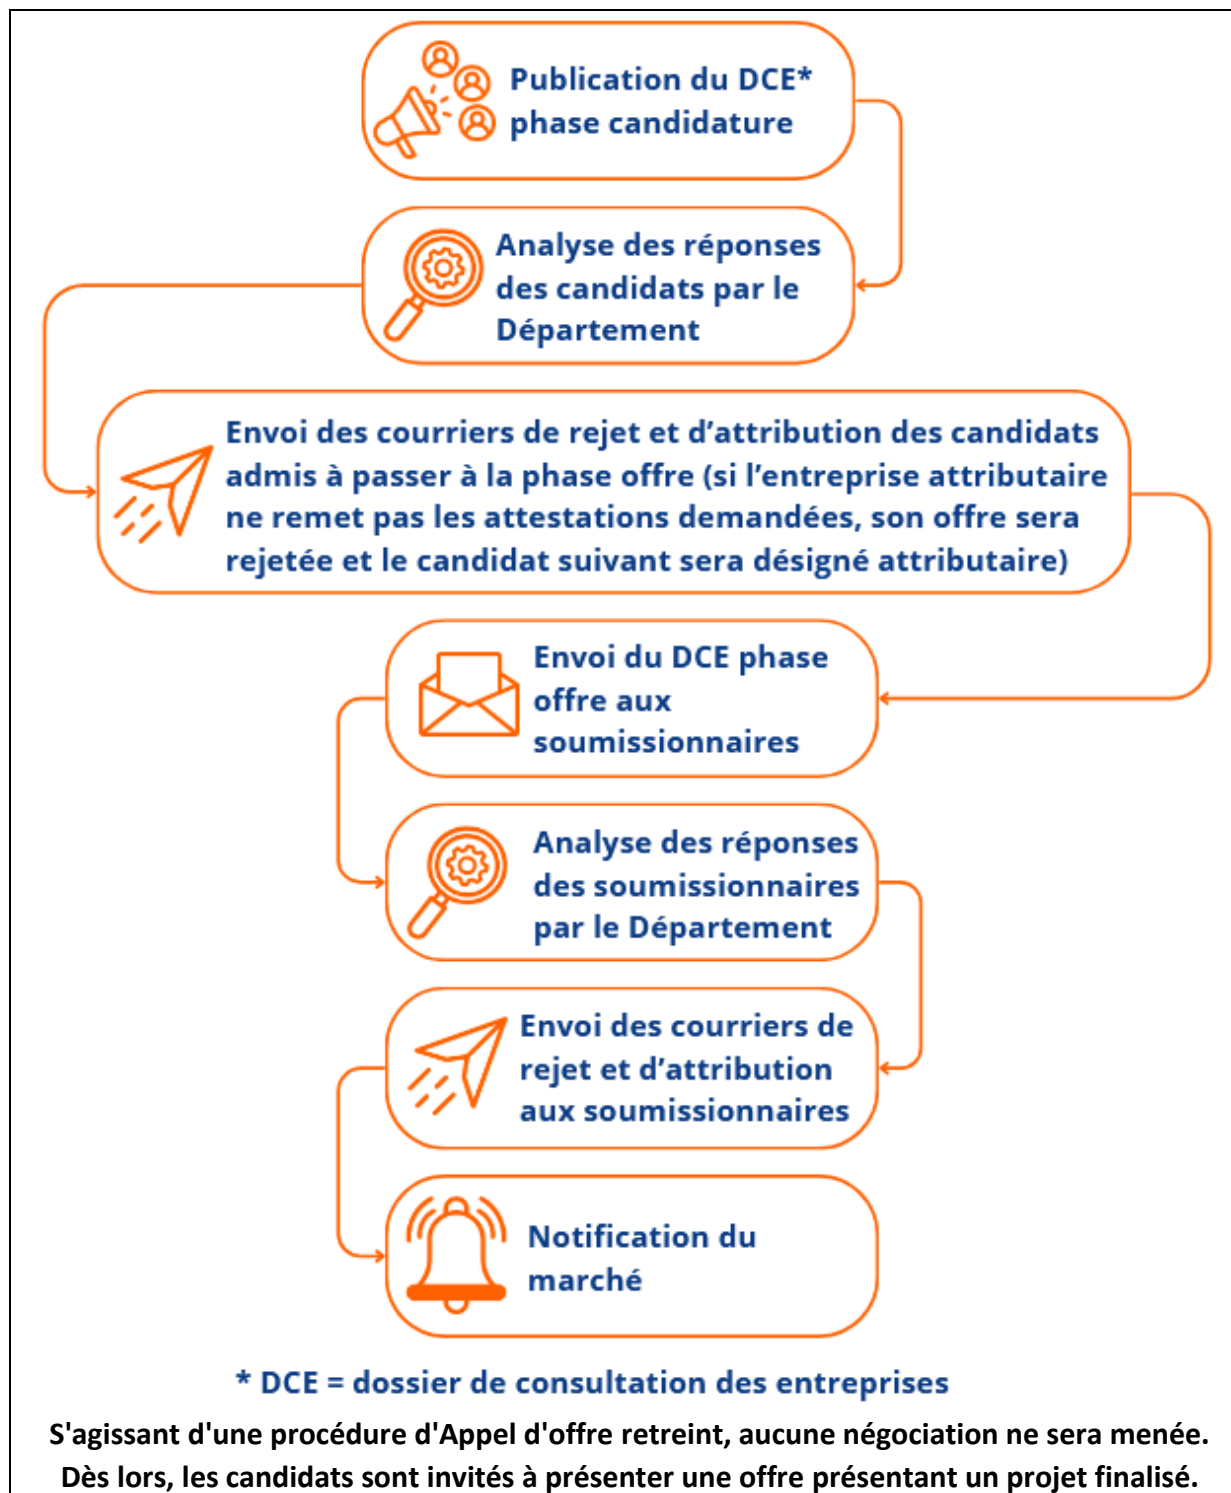 Publication du DCE*
phase candidature
Analyse des réponses
des candidats par le
Département
Envoi des courriers de rejet et d’attribution des candidats
admis à passer à la phase offre (si l’entreprise attributaire
ne remet pas les attestations demandées, son offre sera
rejetée et le candidat suivant sera désigné attributaire)
Envoi du DCE phase
offre aux
soumissionnaires
Analyse des réponses
des soumissionnaires
par le Département
Envoi des courriers de
rejet et d’attribution
aux soumissionnaires
Notification du
marché
* DCE = dossier de consultation des entreprises
S'agissant d'une procédure d'Appel d'offre retreint, aucune négociation ne sera menée.
Dès lors, les candidats sont invités à présenter une offre présentant un projet finalisé.